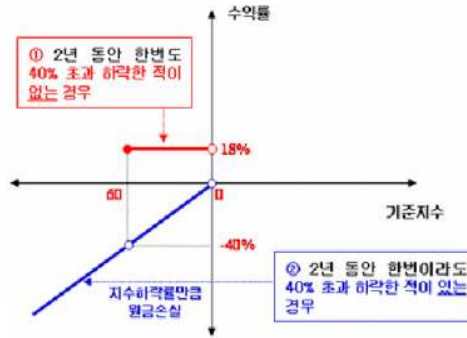 수익률
① 2년 동안 한번도
40% 초과 하락한 적이
없는 경우
18%
60
0
기준지수
-40%
② 2년 동안 한번이라도
40% 초과 하락한 적이 있는
경우
지수하락률만큼
원금손실